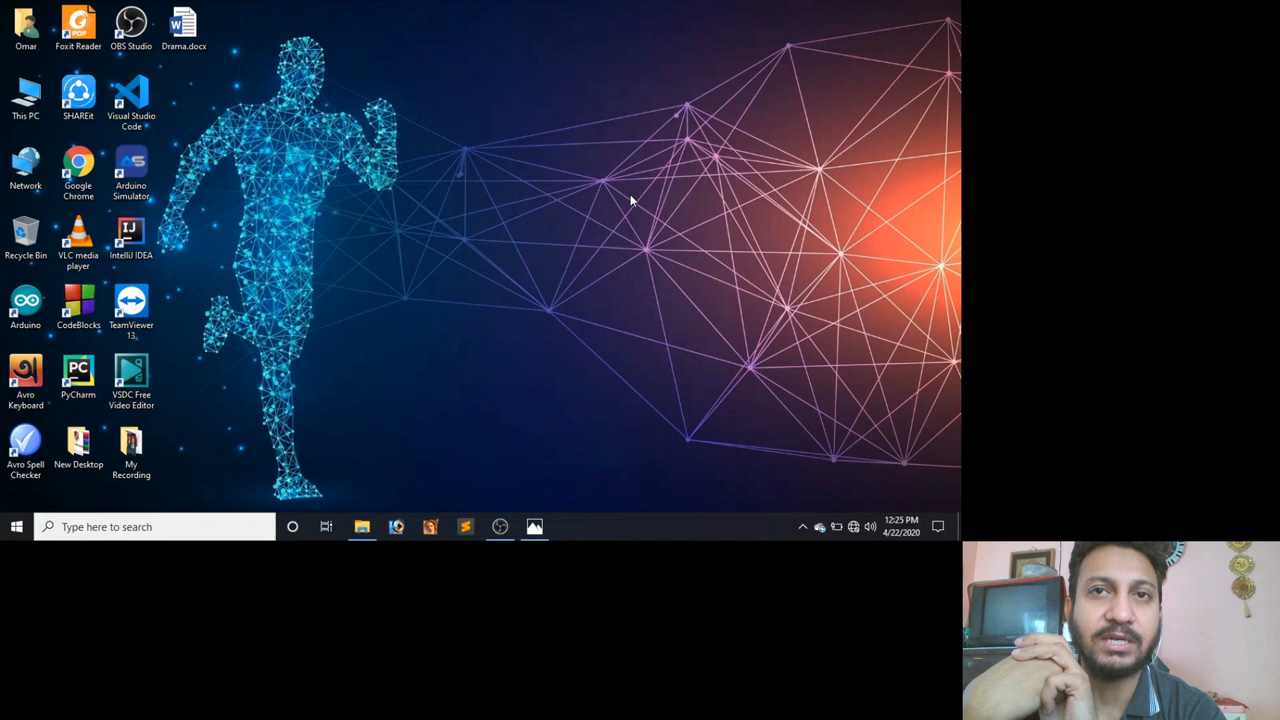 Omar
Foxit Reader
OBS Studio
Drama.docx
This PC
SHAREit
Visual Studio
Code
Network
Google
Chrome
Arduino
Simulator
Recycle Bin
VLC media
player
IntelliJ IDEA
Arduino
CodeBlocks
TeamViewer
13
Avro
Keyboard
PyCharm
VSDC Free
Video Editor
Avro Spell
Checker
New Desktop
My
Recording
Type here to search
12:25 PM
4/22/2020